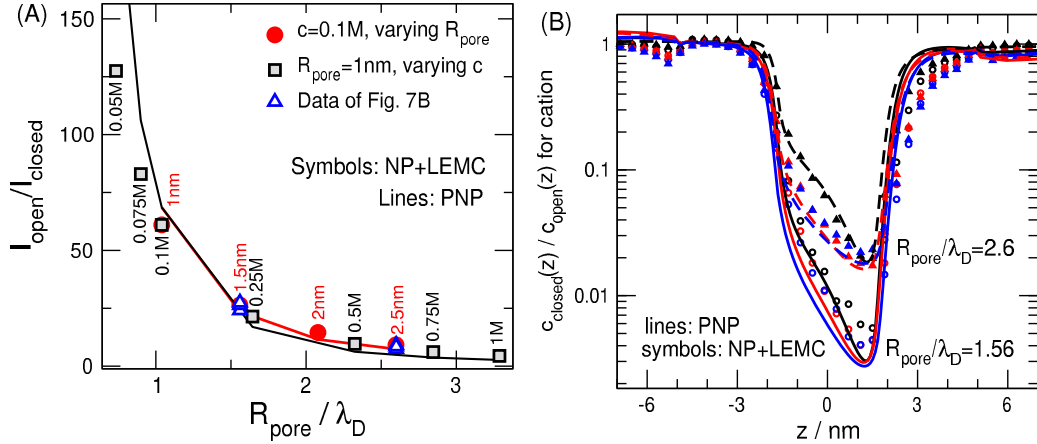 (A)
150
100
50
0
I_open/I_closed
1
2
3
R_pore / λ_D
c=0.1M, varying R_pore
R_pore=1nm, varying c
Data of Fig. 7B
Symbols: NP+LEMC
Lines: PNP
0.05M
0.075M
0.1M
1nm
1.5nm
0.25M
2nm
0.5M
2.5nm
0.75M
1M
(B)
1
0.1
0.01
c_closed(z) / c_open(z) for cation
-6
-3
0
3
6
z / nm
R_pore/λ_D=2.6
lines: PNP
symbols: NP+LEMC
R_pore/λ_D=1.56